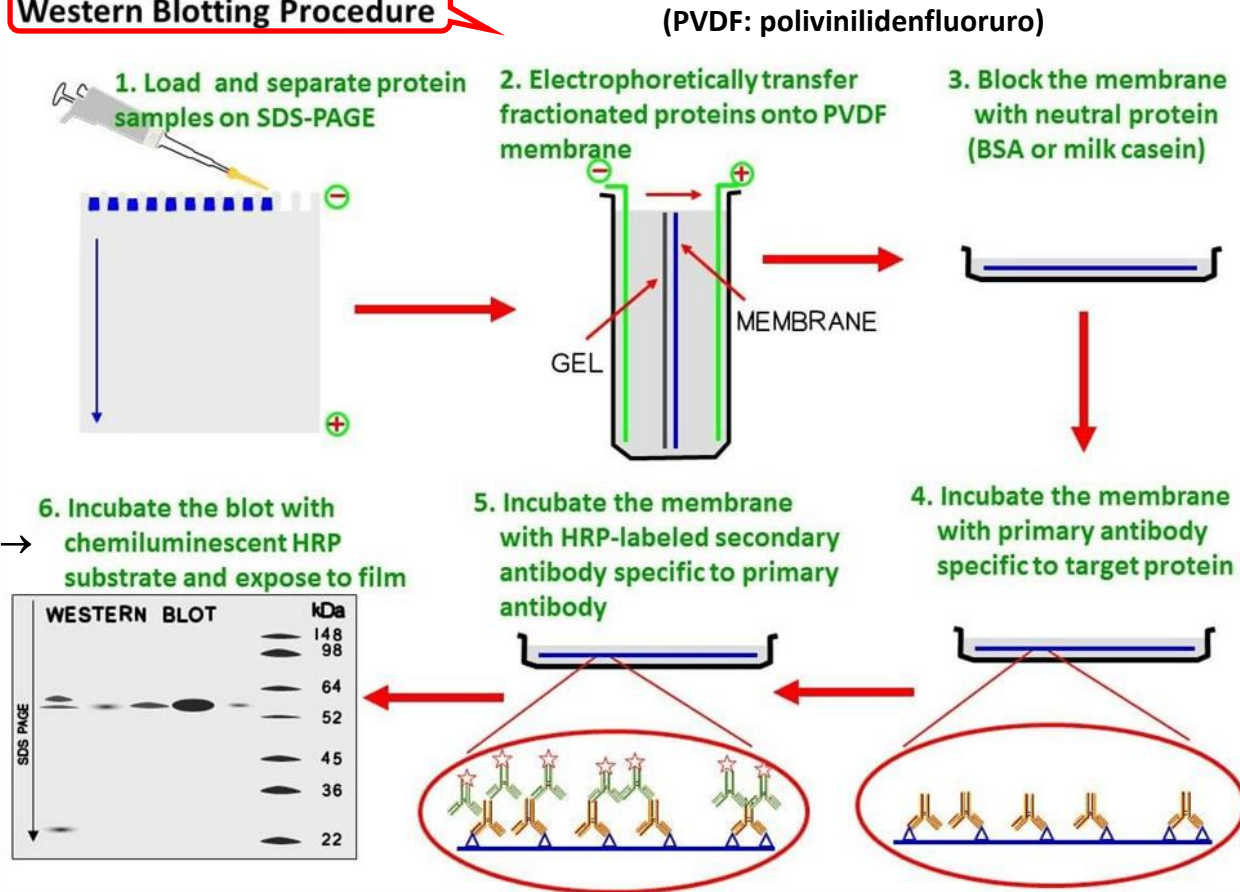 Western Blotting Procedure
(PVDF: polivinilidenfluoruro)
1. Load and separate protein
samples on SDS-PAGE
2. Electrophoretically transfer
fractionated proteins onto PVDF
membrane
3. Block the membrane
with neutral protein
(BSA or milk casein)
−
+
−
+
GEL
MEMBRANE
4. Incubate the membrane
with primary antibody
specific to target protein
5. Incubate the membrane
with HRP-labeled secondary
antibody specific to primary
antibody
→
6. Incubate the blot with
chemiluminescent HRP
substrate and expose to film
WESTERN BLOT
kDa
148
98
64
52
45
36
22
SDS PAGE